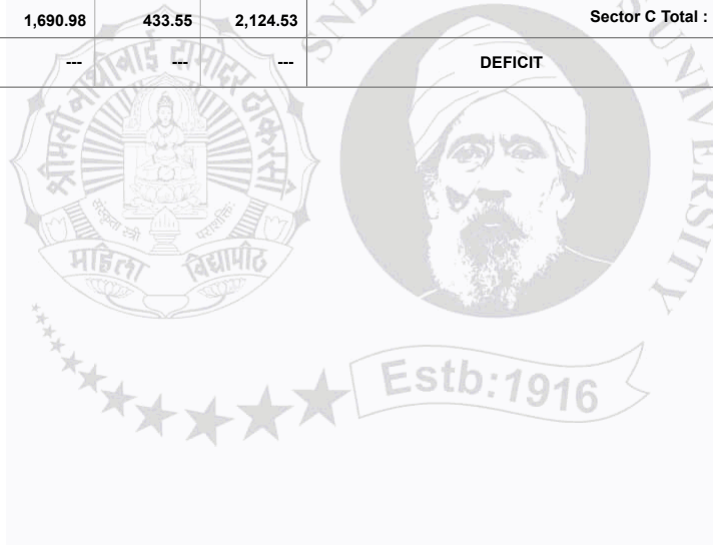 1,690.98 433.55 2,124.53 Sector C Total :
--- --- --- DEFICIT
श्रीमती नाथीबाई दामोदर ठाकरसी
संस्कृता स्त्री पराशक्ति:
महिला विद्यापीठ
UNIVERSITY
Estb:1916